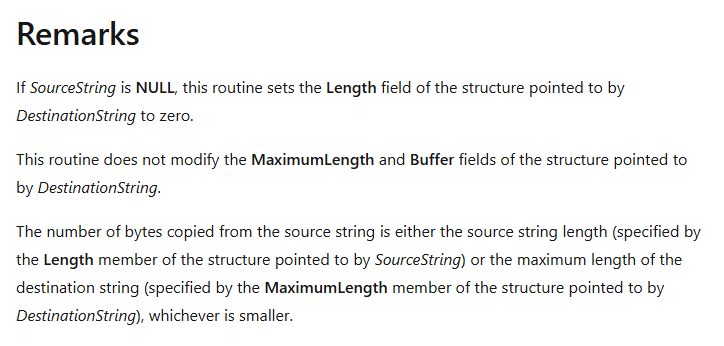 Remarks
If SourceString is NULL, this routine sets the Length field of the structure pointed to by
DestinationString to zero.
This routine does not modify the MaximumLength and Buffer fields of the structure pointed to
by DestinationString.
The number of bytes copied from the source string is either the source string length (specified by
the Length member of the structure pointed to by SourceString) or the maximum length of the
destination string (specified by the MaximumLength member of the structure pointed to by
DestinationString), whichever is smaller.